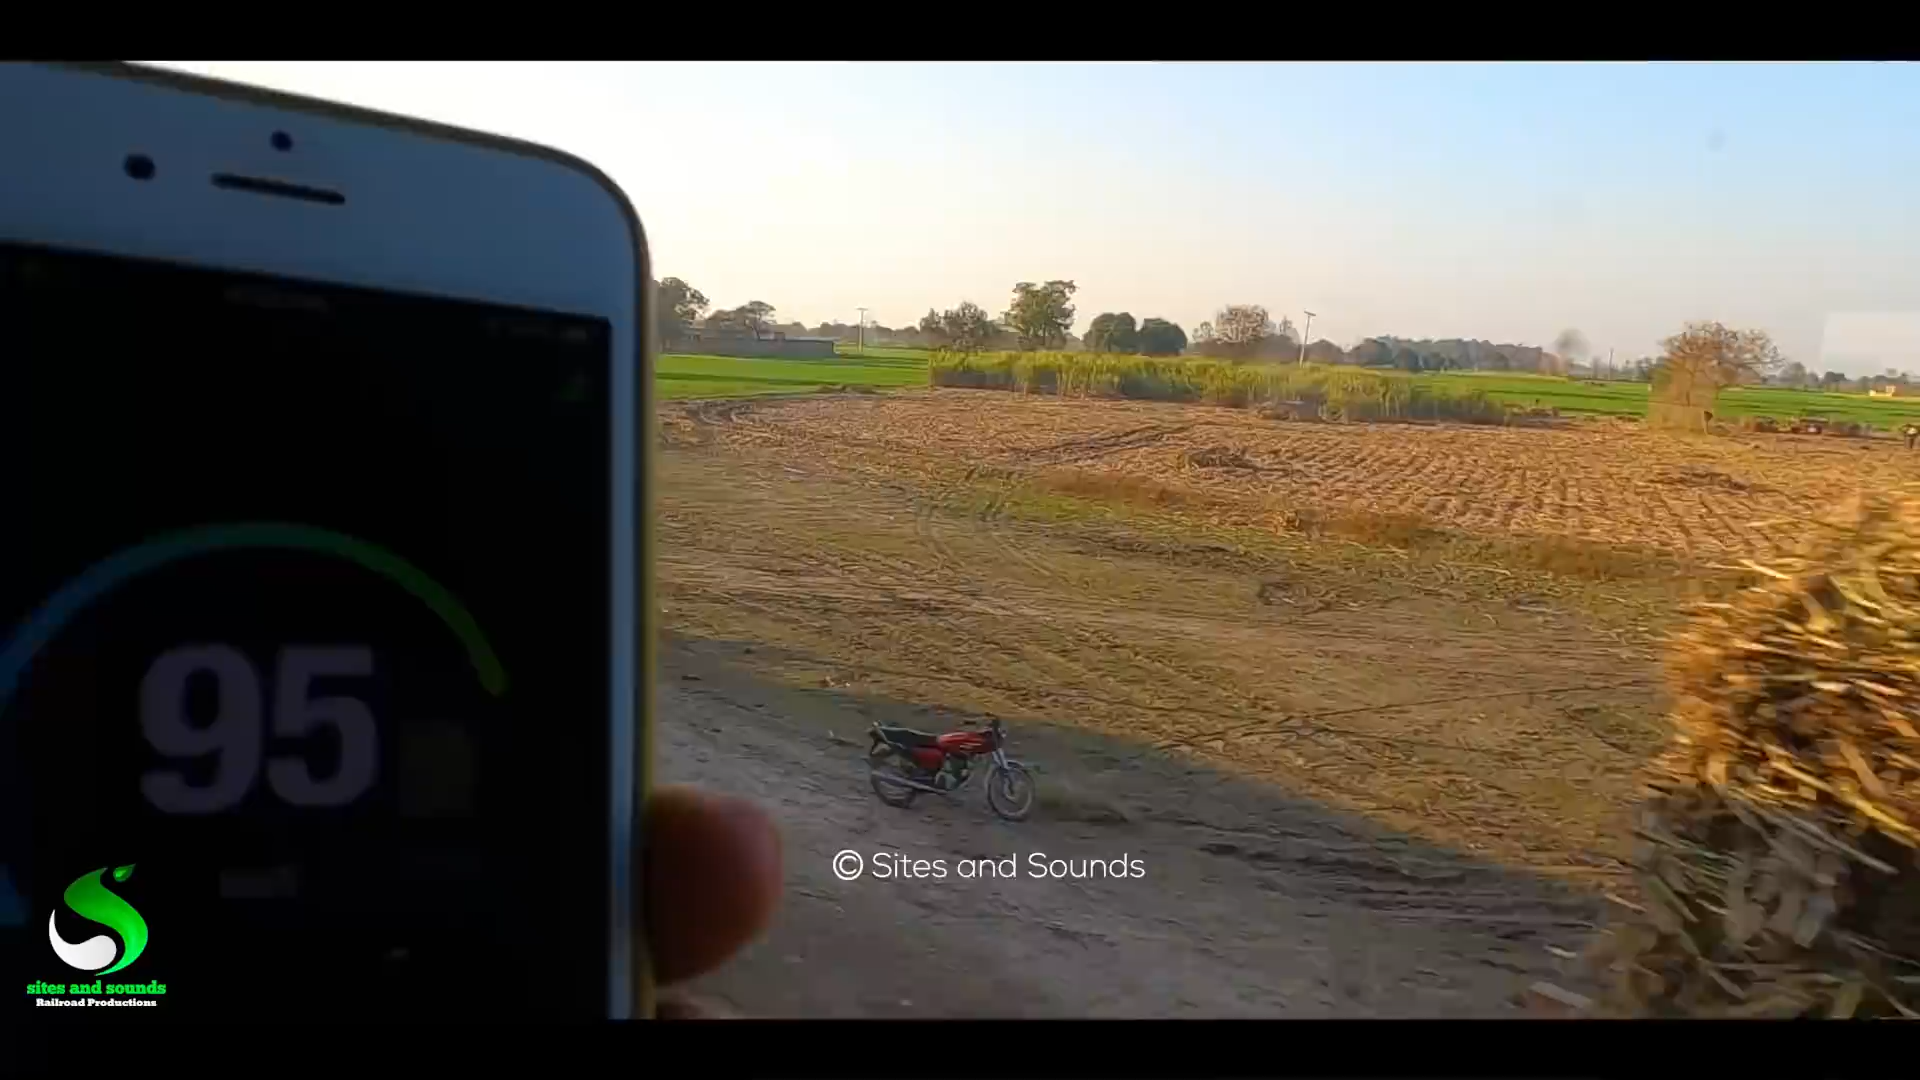 95
© Sites and Sounds
sites and sounds
Railroad Productions